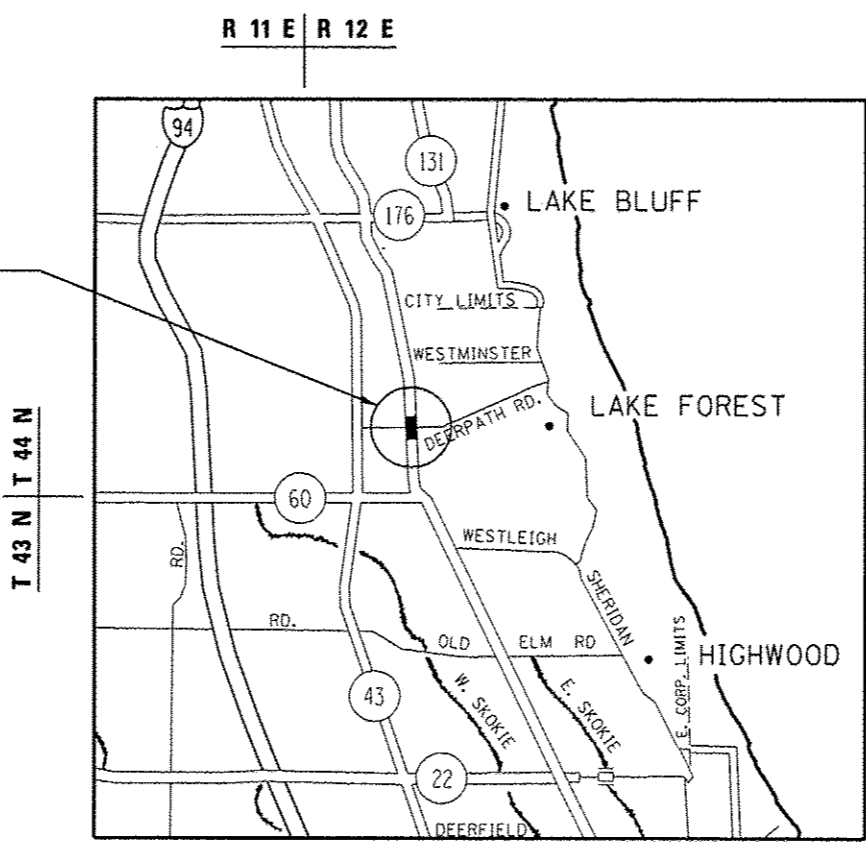 R 11 E R 12 E
94
131
176
LAKE BLUFF
CITY LIMITS
WESTMINSTER
DEERPATH RD.
LAKE FOREST
T 43 N T 44 N
60
RD.
WESTLEIGH
SHERIDAN
RD.
OLD ELM RD
E. CORP. LIMITS
HIGHWOOD
43
W. SKOKIE
E. SKOKIE
22
DEERFIELD